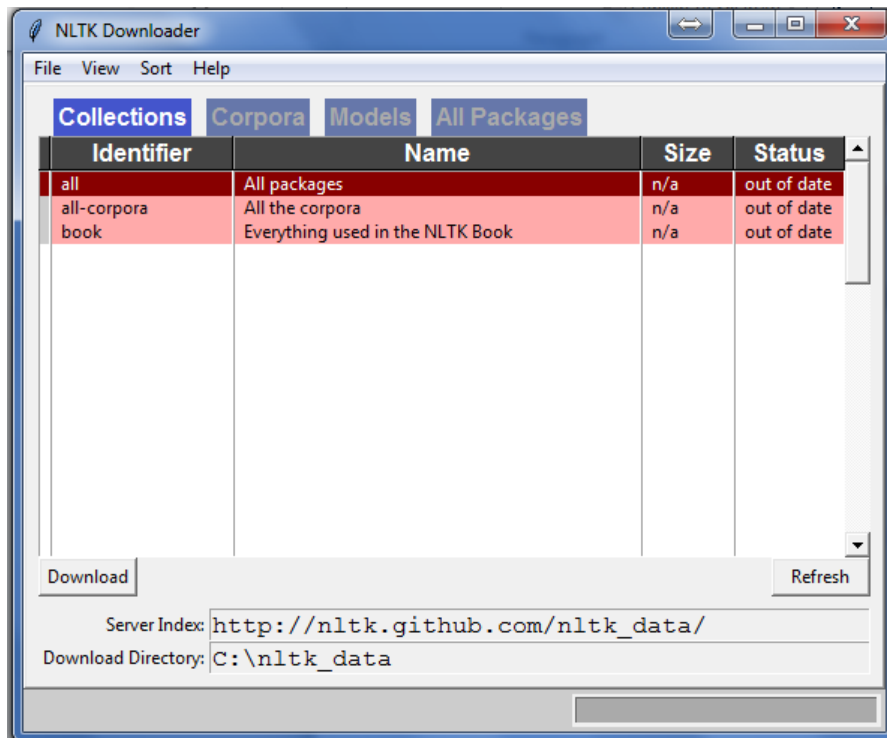 NLTK Downloader
File View Sort Help
Collections Corpora Models All Packages
Identifier Name Size Status
all All packages n/a out of date
all-corpora All the corpora n/a out of date
book Everything used in the NLTK Book n/a out of date
Download Refresh
Server Index: http://nltk.github.com/nltk_data/
Download Directory: C:\nltk_data